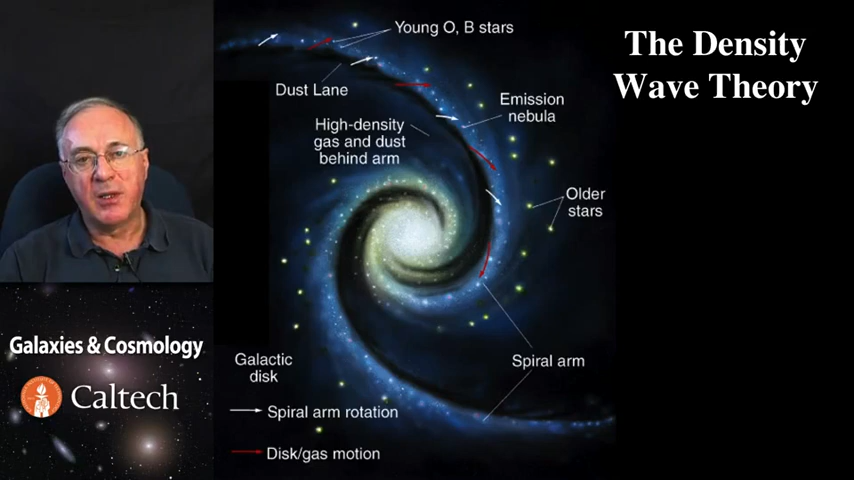 The Density
Wave Theory
Young O, B stars
Dust Lane
Emission
nebula
High-density
gas and dust
behind arm
Older
stars
Spiral arm
Galactic
disk
Spiral arm rotation
Disk/gas motion
Galaxies & Cosmology
Caltech